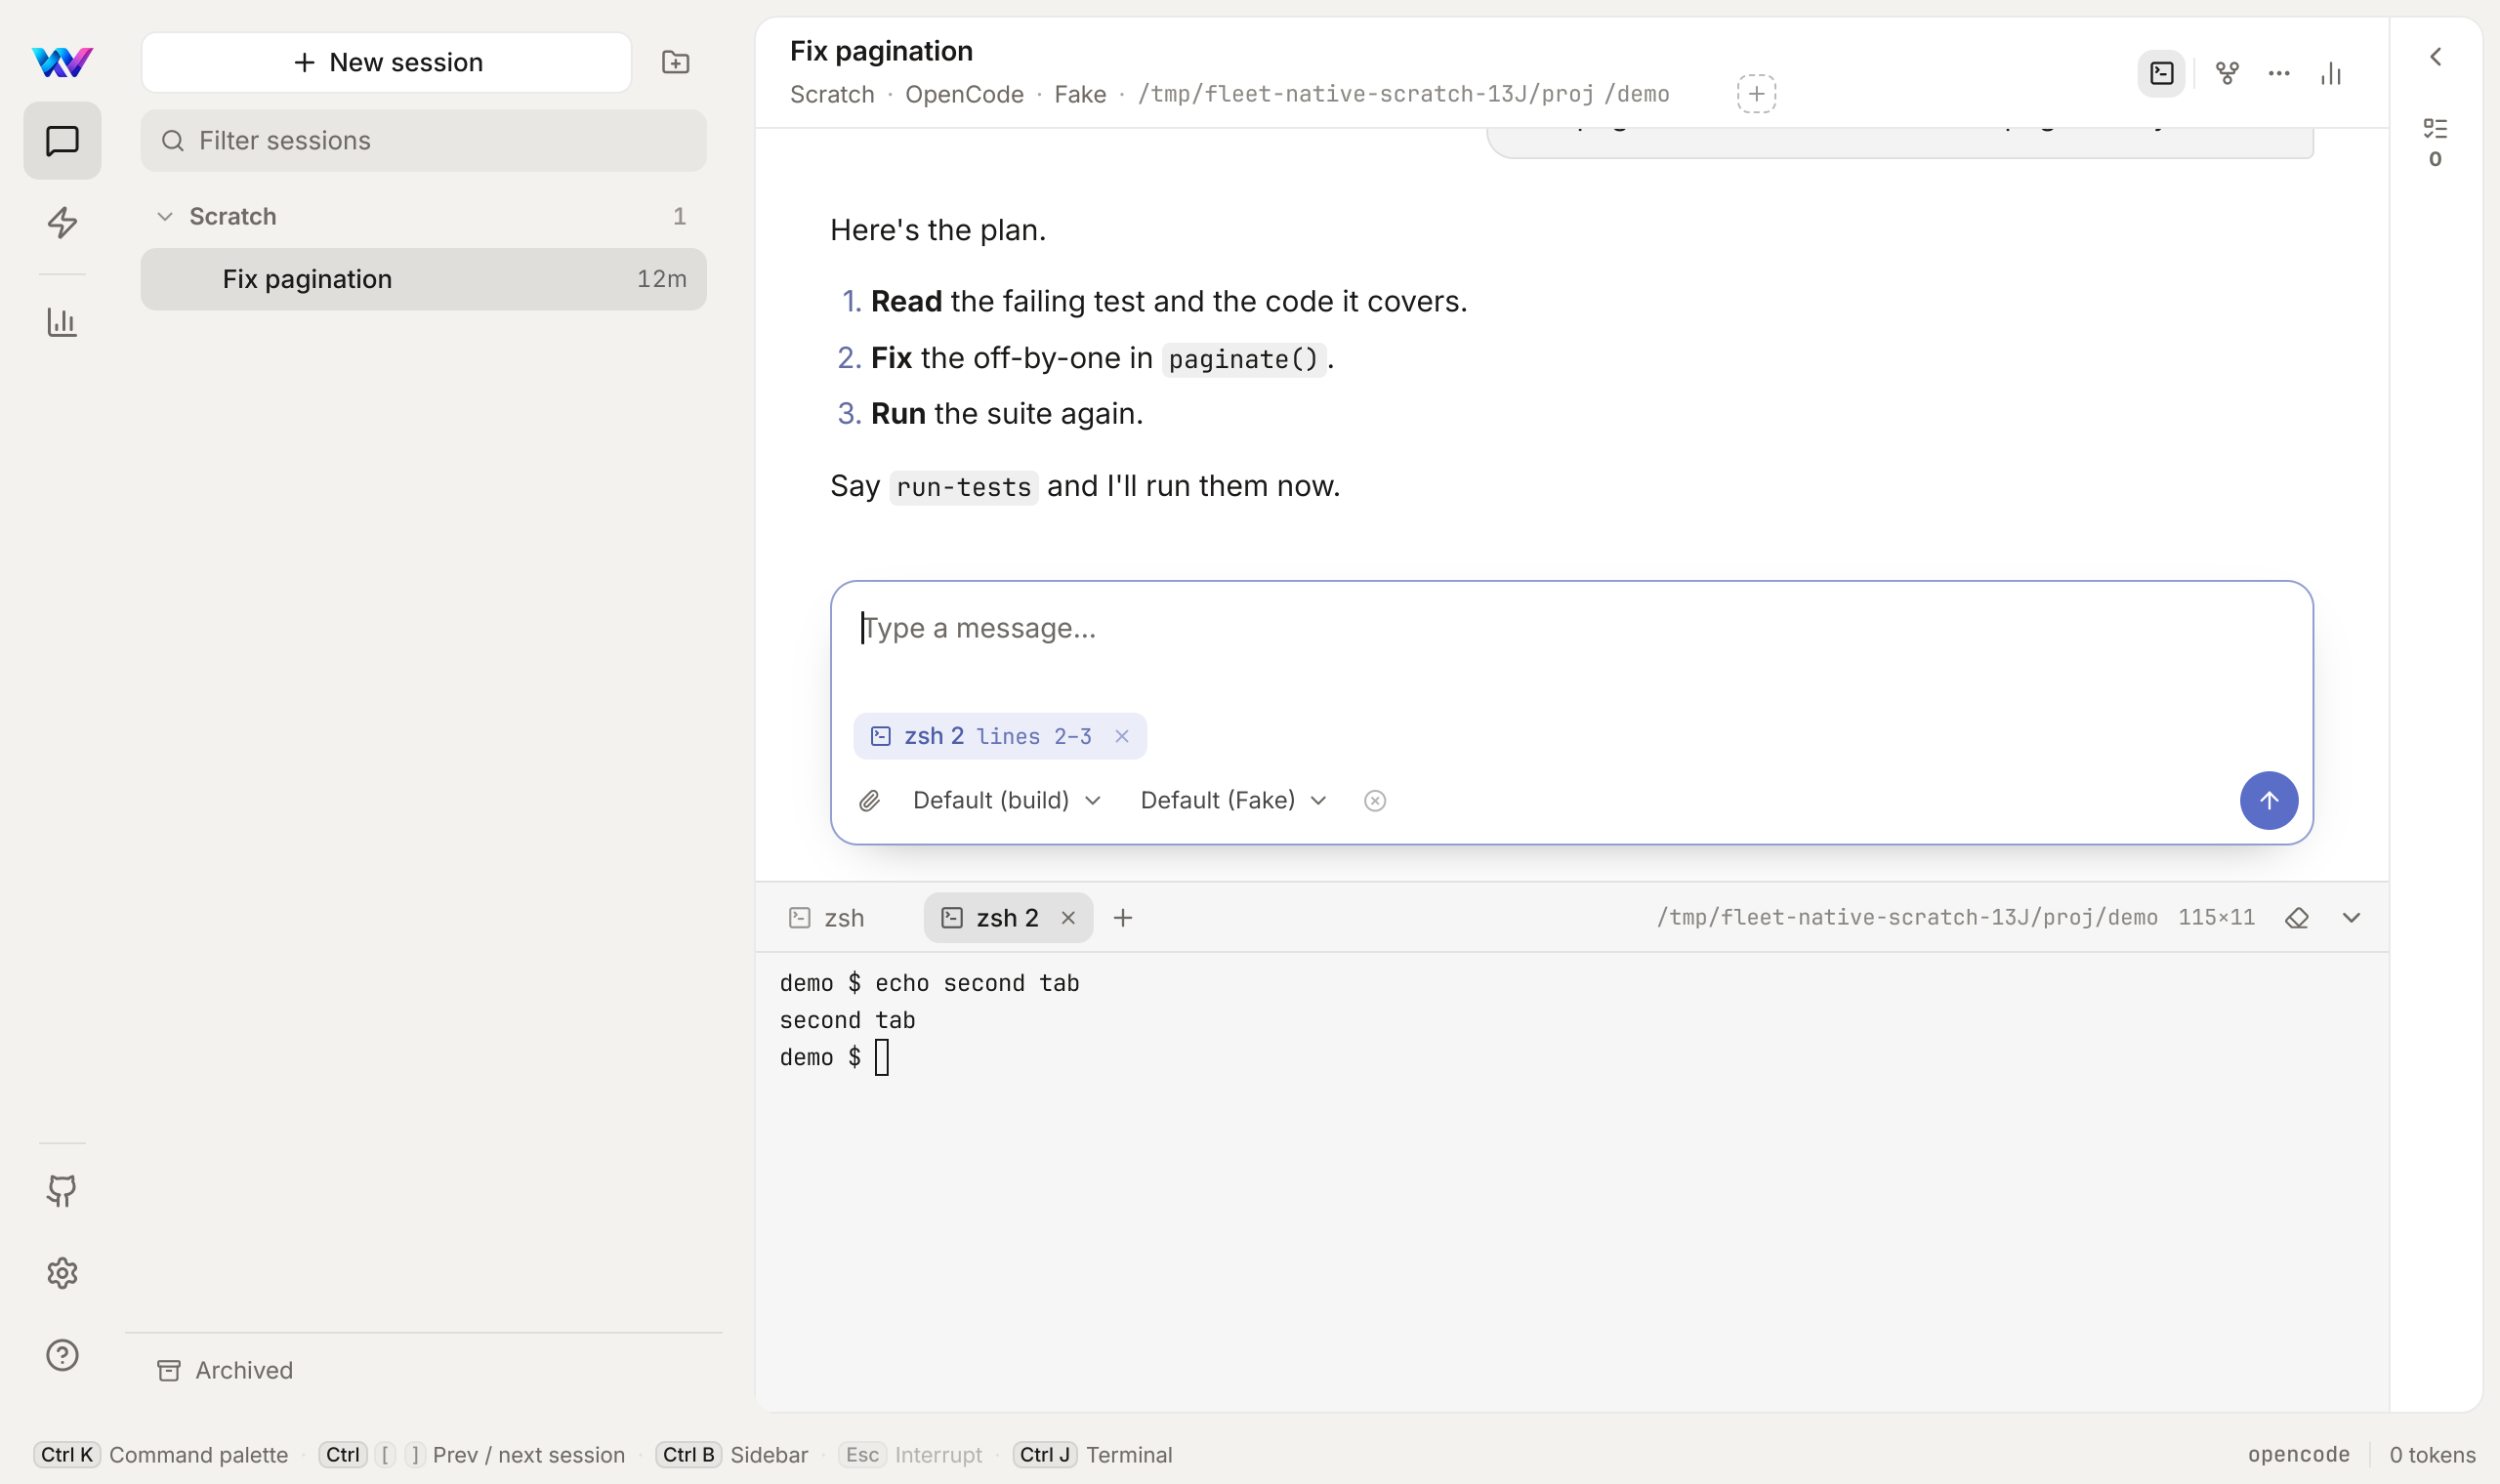 New session
Filter sessions
Scratch 1
Fix pagination 12m
Archived
Fix pagination
Scratch · OpenCode · Fake · /tmp/fleet-native-scratch-13J/proj /demo
0
Here's the plan.
1. Read the failing test and the code it covers.
2. Fix the off-by-one in paginate().
3. Run the suite again.
Say run-tests and I'll run them now.
Type a message...
zsh 2 lines 2–3
Default (build) Default (Fake)
zsh zsh 2 /tmp/fleet-native-scratch-13J/proj/demo 115×11
demo $ echo second tab
second tab
demo $
Ctrl K Command palette · Ctrl [ ] Prev / next session · Ctrl B Sidebar · Esc Interrupt · Ctrl J Terminal opencode 0 tokens